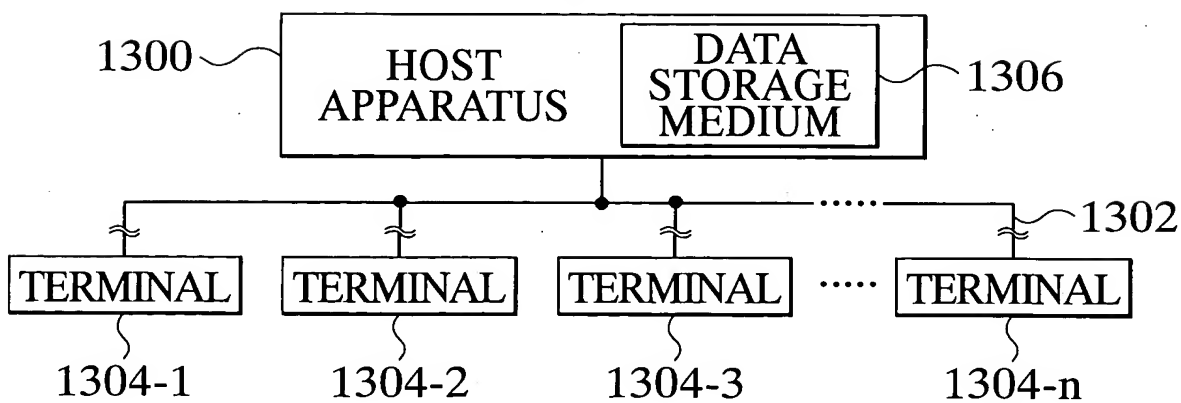 1300
HOST
APPARATUS
DATA
STORAGE
MEDIUM
1306
1302
TERMINAL
TERMINAL
TERMINAL
TERMINAL
1304-1
1304-2
1304-3
1304-n